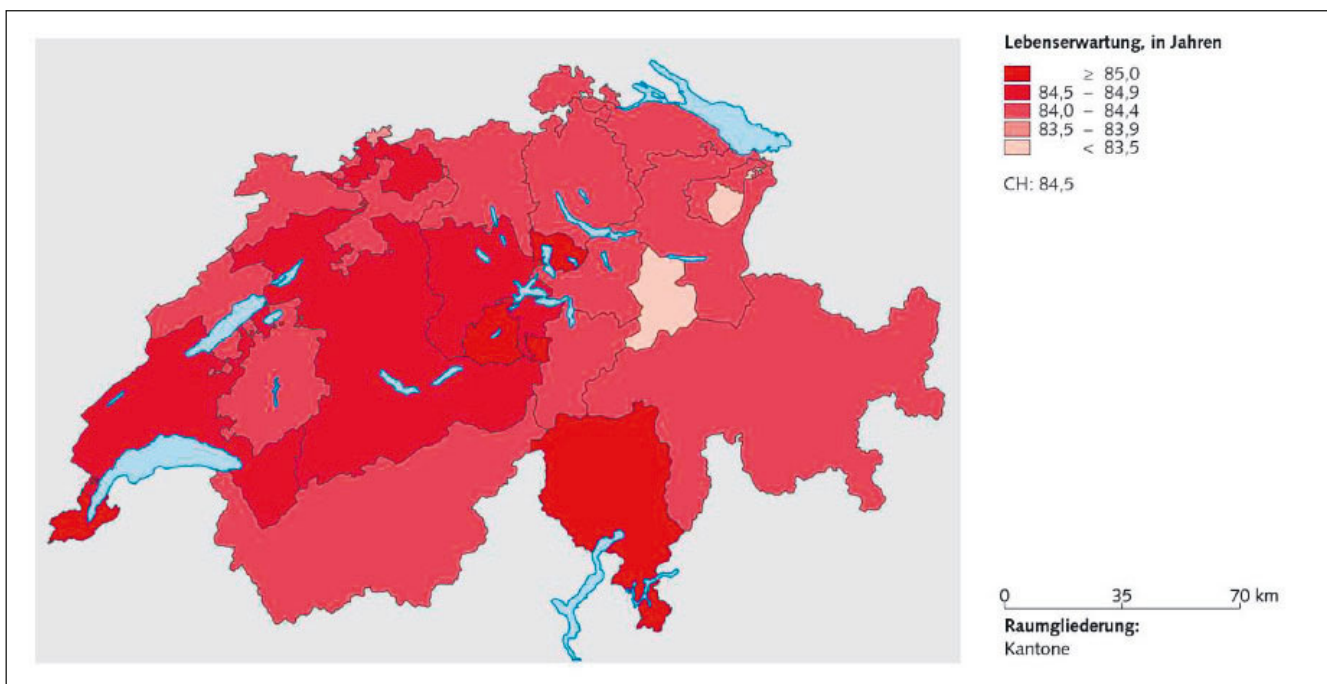 Lebenserwartung, in Jahren
≥ 85,0
84,5 – 84,9
84,0 – 84,4
83,5 – 83,9
< 83,5
CH: 84,5
0 35 70 km
Raumgliederung:
Kantone